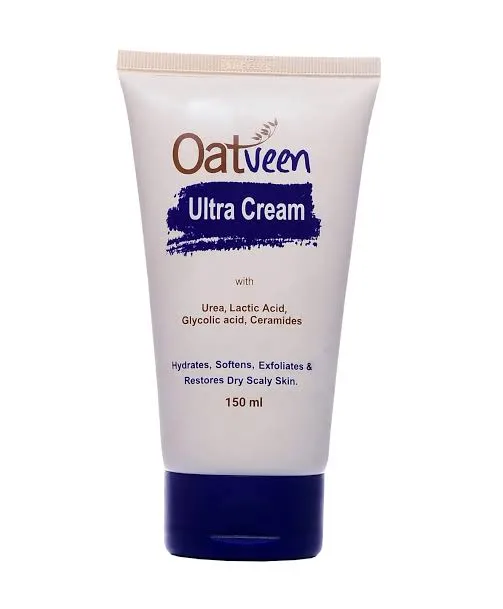 Oatveen
Ultra Cream
with
Urea, Lactic Acid,
Glycolic acid, Ceramides
Hydrates, Softens, Exfoliates &
Restores Dry Scaly Skin.
150 ml